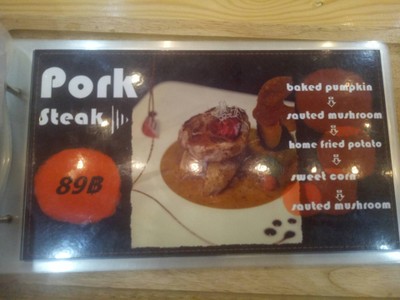 Pork
Steak
89B
baked pumpkin
sauted mushroom
home fried potato
sweet corn
sauted mushroom